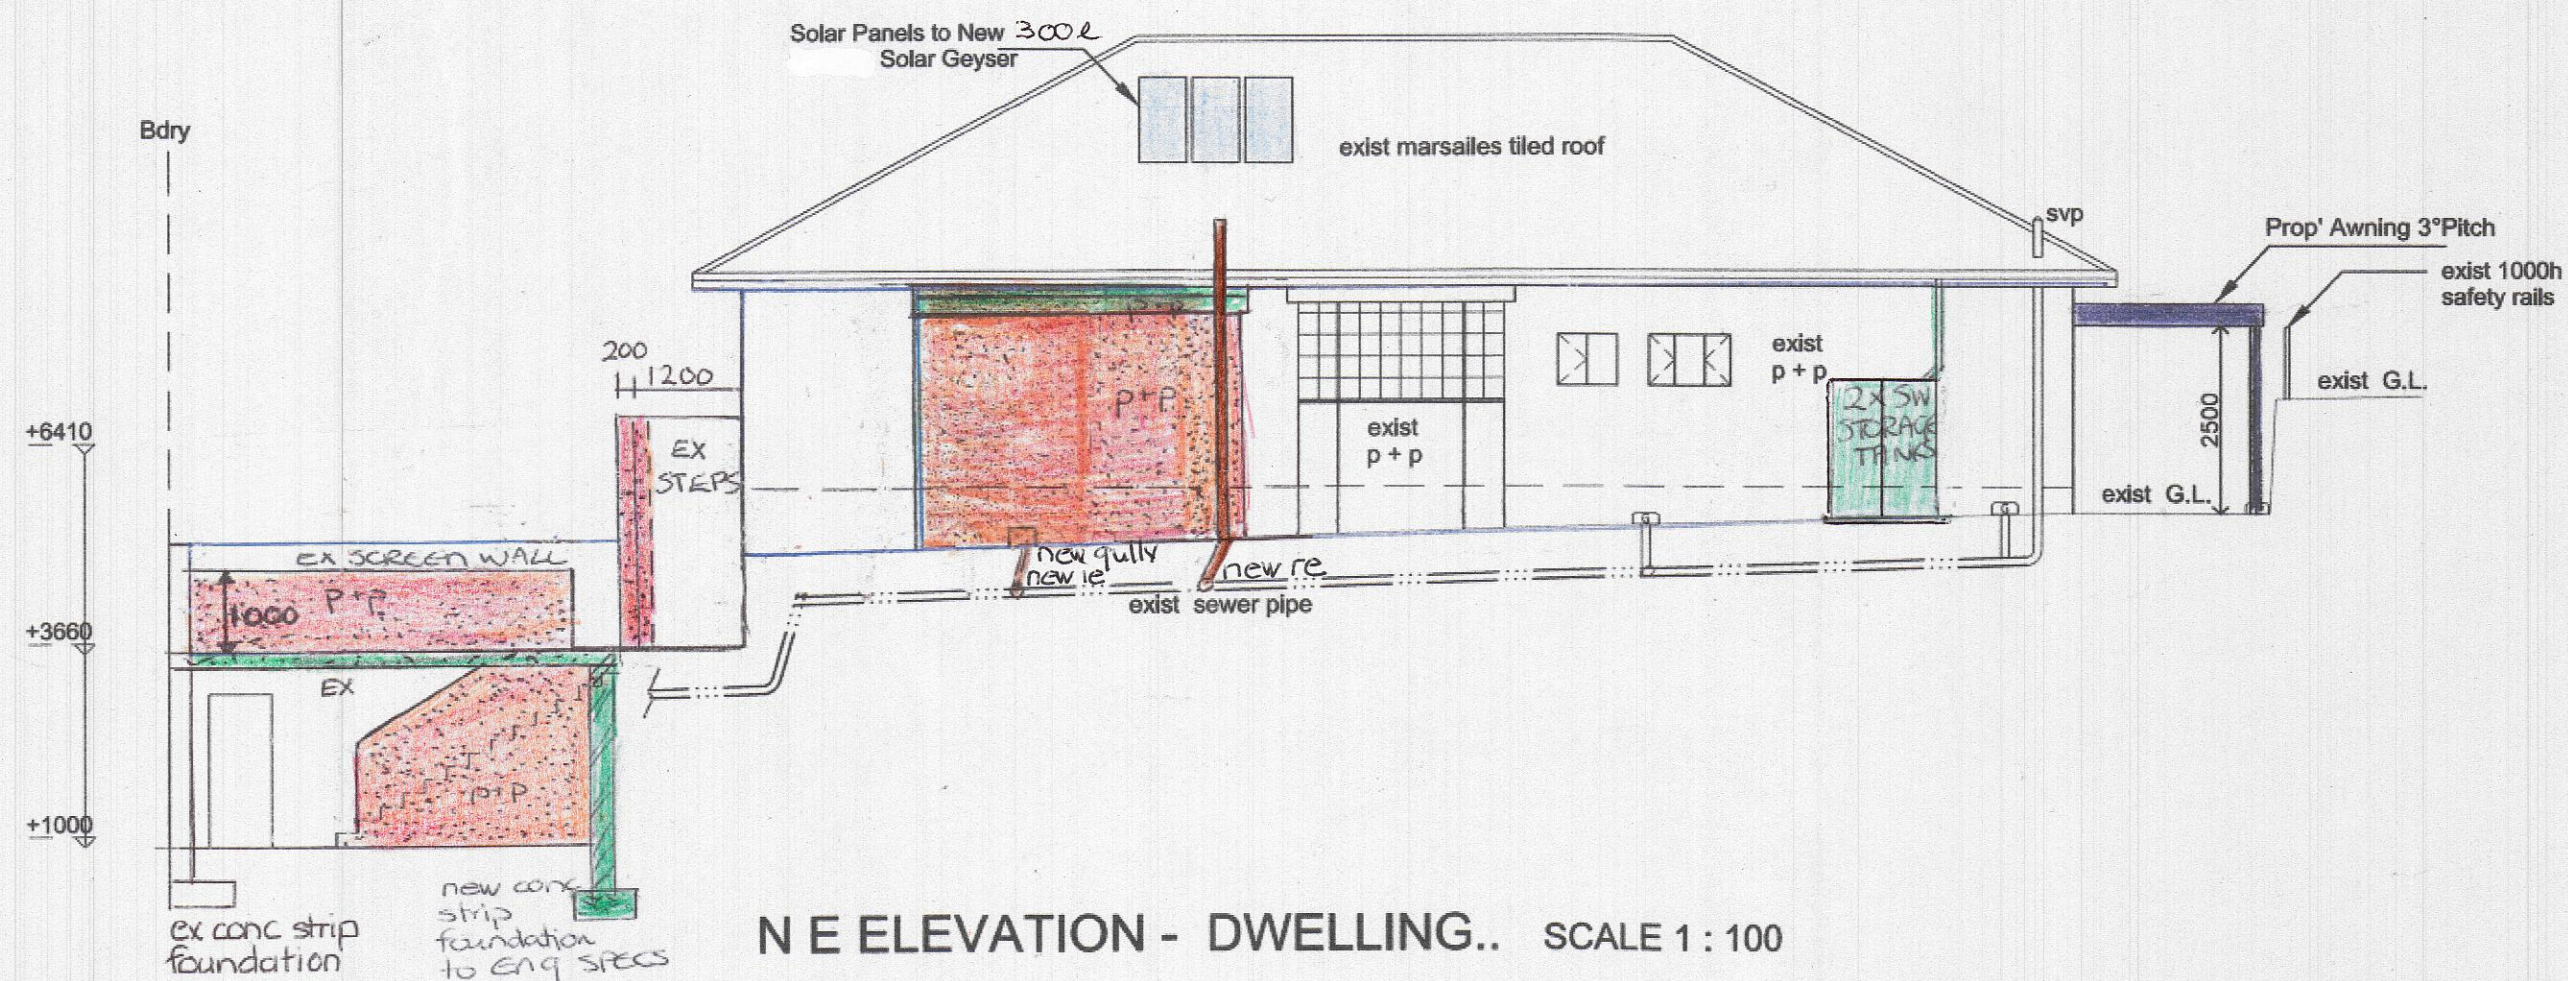 Solar Panels to New 300l
Solar Geyser
Bdry
exist marsailes tiled roof
svp
Prop' Awning 3°Pitch
exist 1000h
safety rails
200
1200
P+P
P+P
exist
p + p
exist
p + p
2x SW
STORAGE
TANKS
2500
exist G.L.
exist G.L.
+6410
EX
STEPS
EX SCREEN WALL
P+P
1000
+3660
new gully
new ie
new re
exist sewer pipe
EX
P+P
+1000
ex conc strip
foundation
new conc
strip
foundation
to Eng SPECS
N E ELEVATION - DWELLING.. SCALE 1 : 100